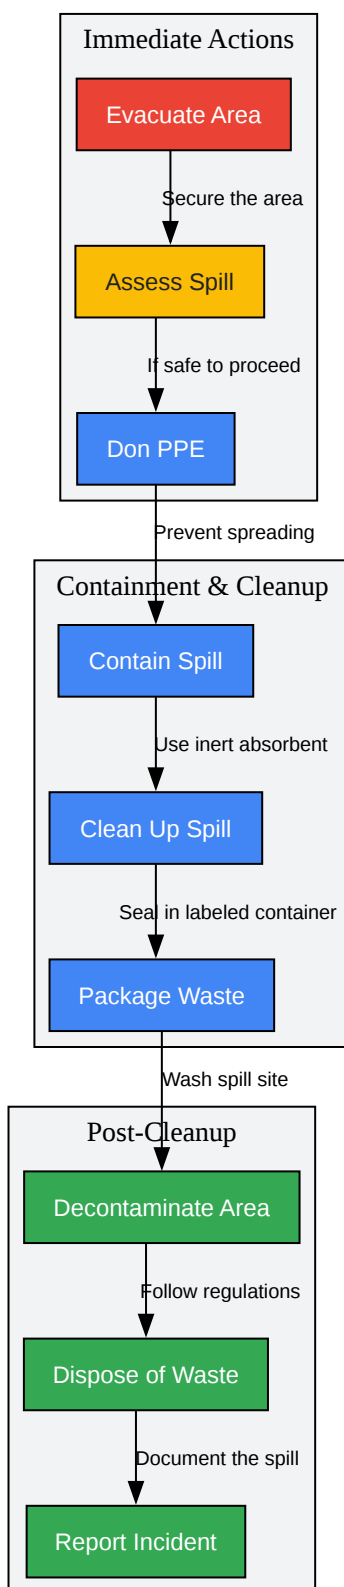 Immediate Actions
Evacuate Area
Secure the area
Assess Spill
If safe to proceed
Don PPE
Prevent spreading
Containment & Cleanup
Contain Spill
Use inert absorbent
Clean Up Spill
Seal in labeled container
Package Waste
Wash spill site
Post-Cleanup
Decontaminate Area
Follow regulations
Dispose of Waste
Document the spill
Report Incident